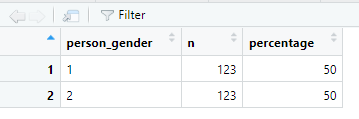 Filter
person_gender n percentage
1 1 123 50
2 2 123 50